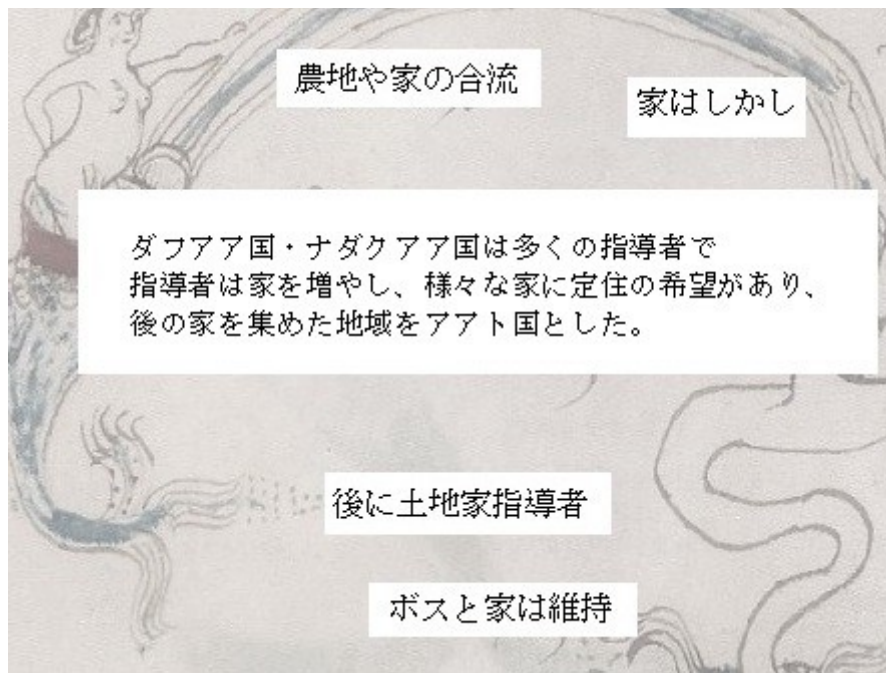 農地や家の合流
家はしかし
ダフアア国・ナダクアア国は多くの指導者で
指導者は家を増やし、様々な家に定住の希望があり、
後の家を集めた地域をアアト国とした。
後に土地家指導者
ボスと家は維持